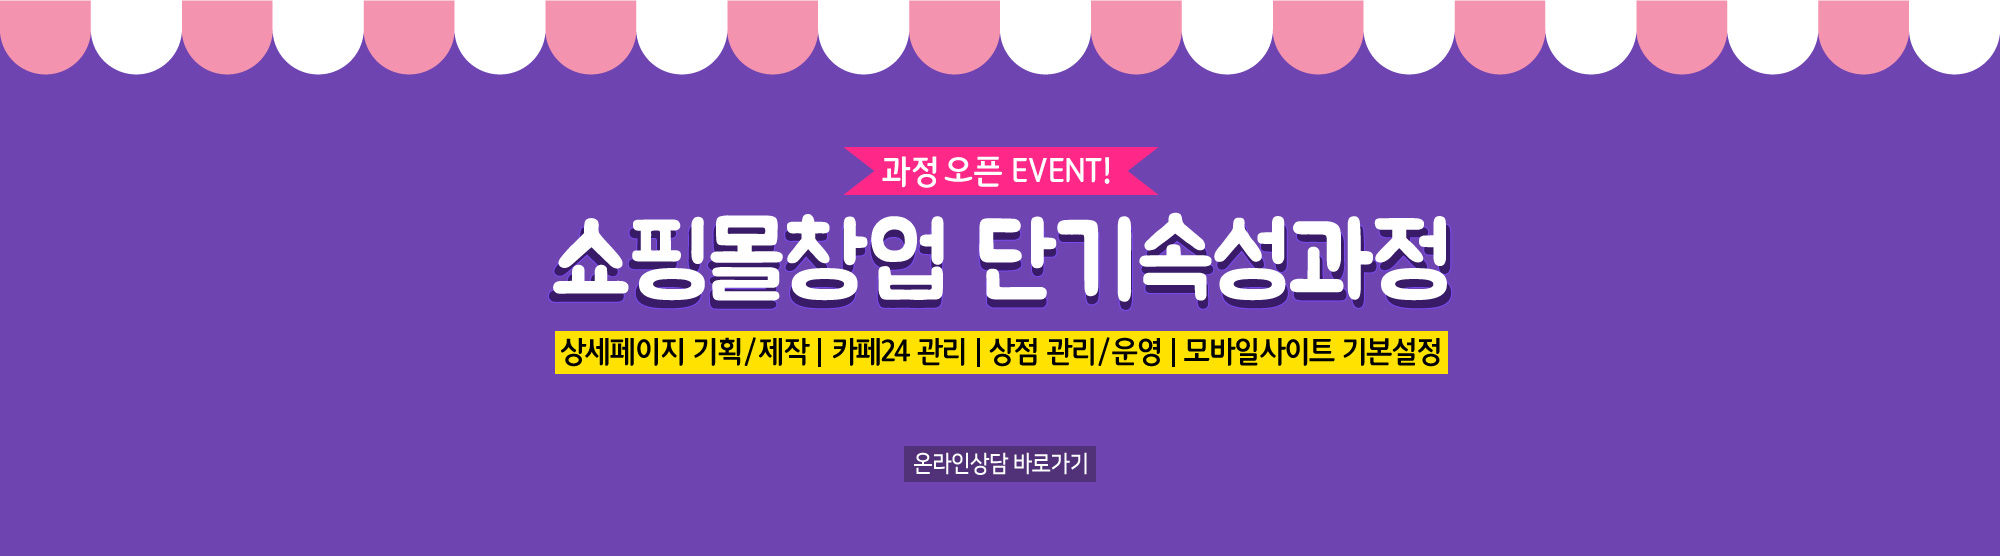 과정 오픈 EVENT!
쇼핑몰창업 단기속성과정
상세페이지 기획/제작 | 카페24 관리 | 상점 관리/운영 | 모바일사이트 기본설정
온라인상담 바로가기